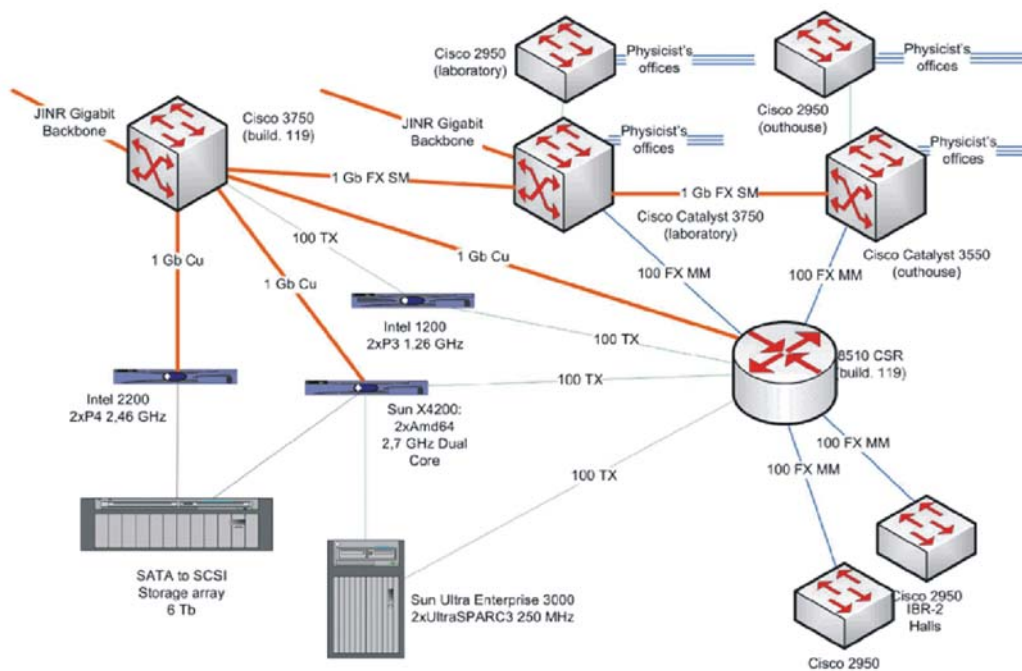 Cisco 2950
(laboratory)
Physicist's
offices
Physicist's
offices
Cisco 2950
(outhouse)
JINR Gigabit
Backbone
Cisco 3750
(build. 119)
JINR Gigabit
Backbone
Physicist's
offices
Physicist's
offices
1 Gb FX SM
1 Gb FX SM
Cisco Catalyst 3750
(laboratory)
Cisco Catalyst 3550
(outhouse)
100 TX
1 Gb Cu
1 Gb Cu
1 Gb Cu
100 FX MM
100 FX MM
Intel 1200
2xP3 1.26 GHz
100 TX
8510 CSR
(build. 119)
Intel 2200
2xP4 2,46 GHz
100 TX
Sun X4200:
2xAmd64
2,7 GHz Dual
Core
100 FX MM
100 FX MM
100 TX
SATA to SCSI
Storage array
6 Tb
Sun Ultra Enterprise 3000
2xUltraSPARC3 250 MHz
Cisco 2950
IBR-2
Halls
Cisco 2950